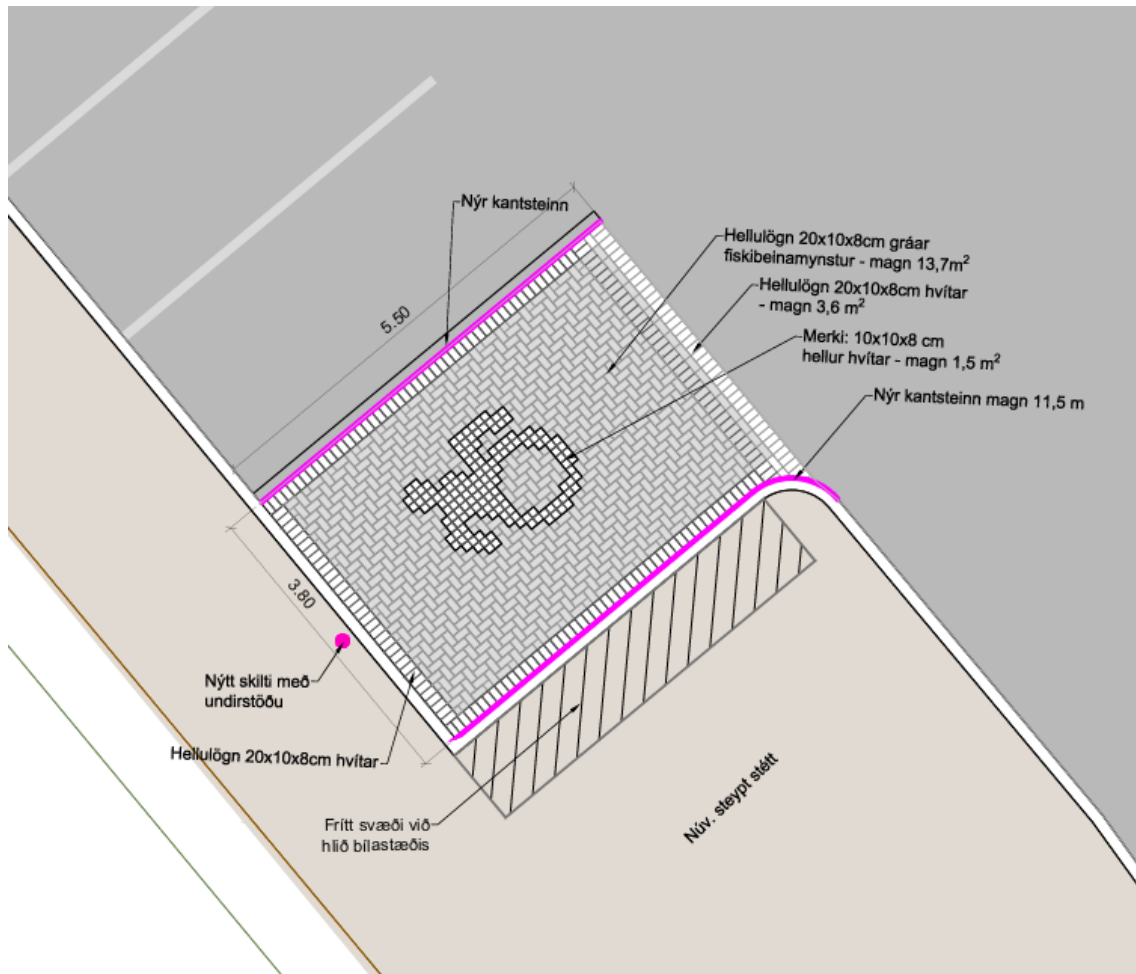 Nýr kantsteinn
Hellulögn 20x10x8cm gráar
fiskibeinamynstur - magn 13,7m²
Hellulögn 20x10x8cm hvítar
- magn 3,6 m²
5.50
Merki: 10x10x8 cm
hellur hvítar - magn 1,5 m²
Nýr kantsteinn magn 11,5 m
3.80
Nýtt skilti með
undirstöðu
Hellulögn 20x10x8cm hvítar
Frítt svæði við
hlið bílastæðis
Núv. steypt stétt